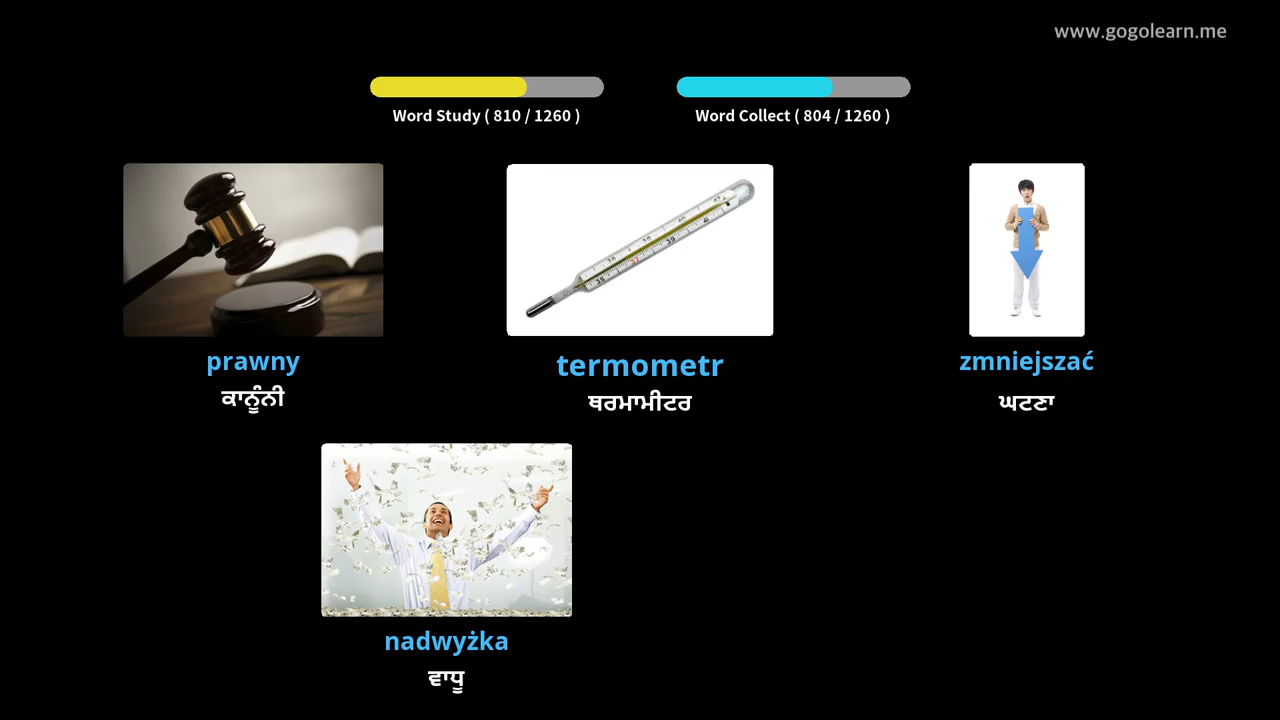 www.gogolearn.me
Word Study ( 810 / 1260 )
Word Collect ( 804 / 1260 )
prawny
ਕਾਨੂੰਨੀ
termometr
ਥਰਮਾਮੀਟਰ
zmniejszać
ਘਟਣਾ
nadwyżka
ਵਾਧੂ